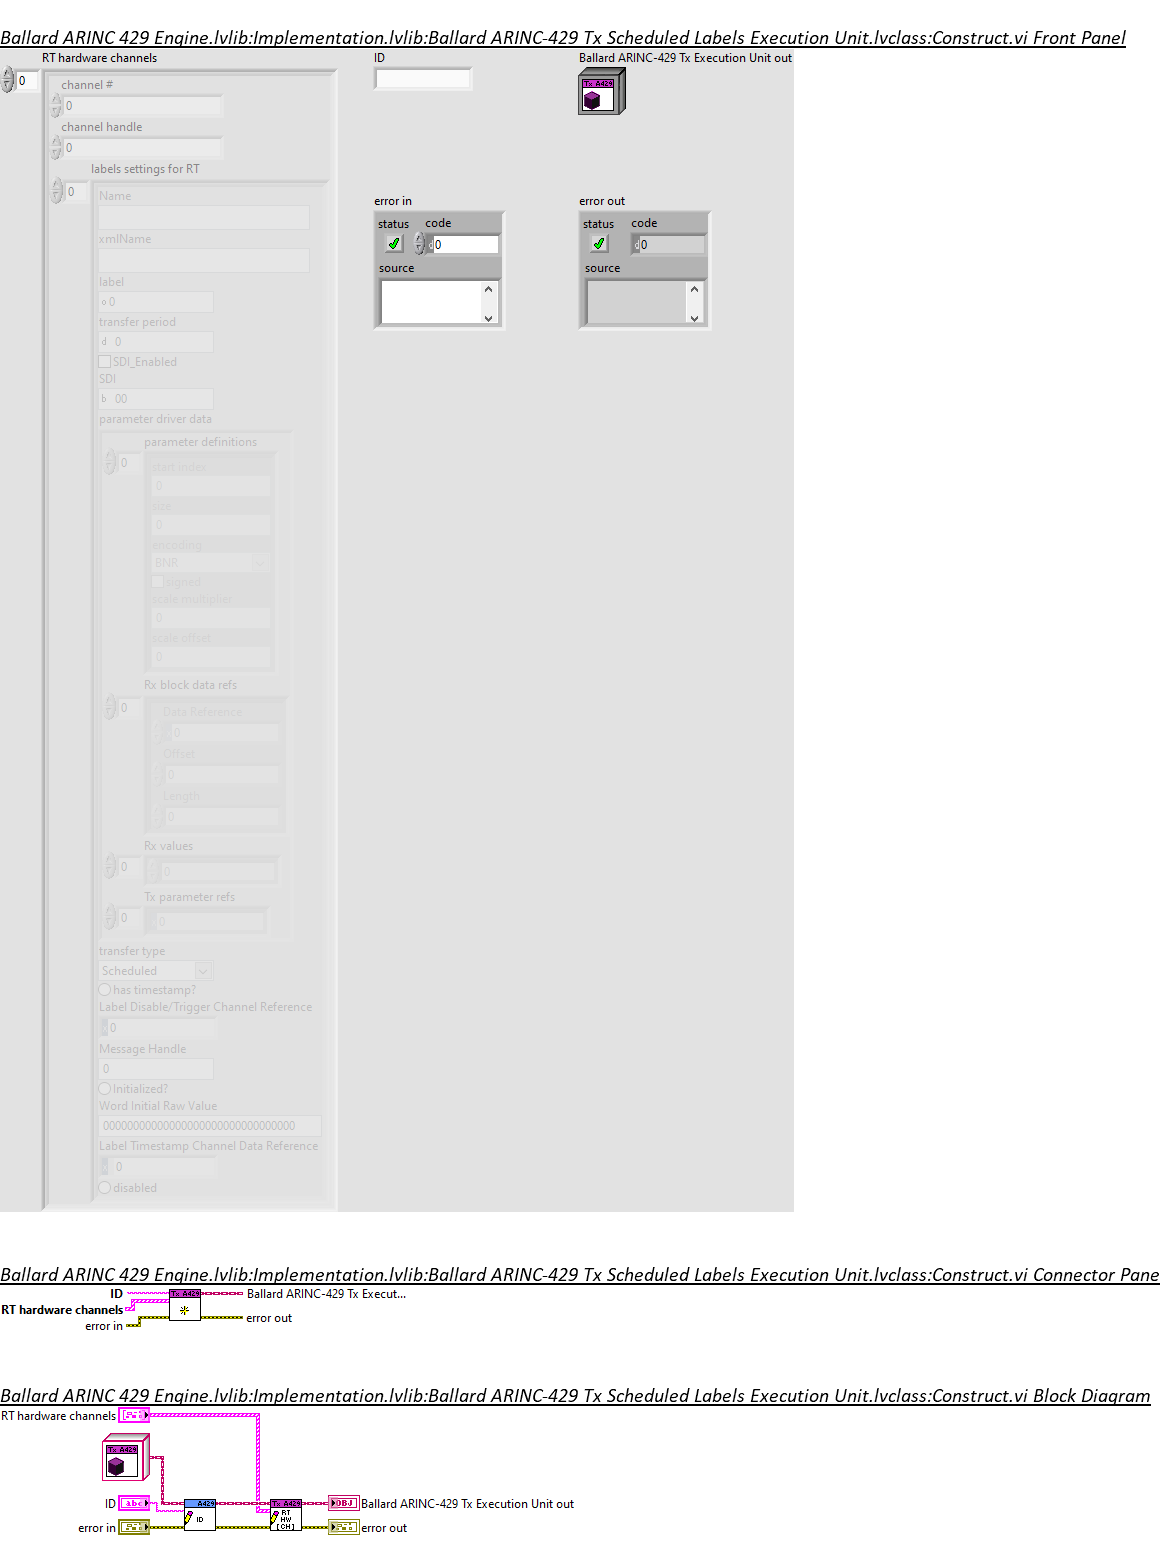 Ballard ARINC 429 Engine.lvlib:Implementation.lvlib:Ballard ARINC-429 Tx Scheduled Labels Execution Unit.lvclass:Construct.vi Front Panel
RT hardware channels
ID
Ballard ARINC-429 Tx Execution Unit out
0
channel #
Tx A429
0
channel handle
0
labels settings for RT
0
Name
error in
error out
status code
status code
d 0
d 0
xmlName
source
source
label
o 0
transfer period
d 0
SDI_Enabled
SDI
b 00
parameter driver data
parameter definitions
0
start index
0
size
0
encoding
BNR
signed
scale multiplier
0
scale offset
0
Rx block data refs
0
Data Reference
0
Offset
0
Length
0
Rx values
0
0
Tx parameter refs
0
0
transfer type
Scheduled
has timestamp?
Label Disable/Trigger Channel Reference
0
Message Handle
0
Initialized?
Word Initial Raw Value
00000000000000000000000000000000
Label Timestamp Channel Data Reference
0
disabled
Ballard ARINC 429 Engine.lvlib:Implementation.lvlib:Ballard ARINC-429 Tx Scheduled Labels Execution Unit.lvclass:Construct.vi Connector Pane
ID
Tx A429
Ballard ARINC-429 Tx Execut...
RT hardware channels
error in
error out
Ballard ARINC 429 Engine.lvlib:Implementation.lvlib:Ballard ARINC-429 Tx Scheduled Labels Execution Unit.lvclass:Construct.vi Block Diagram
RT hardware channels
Tx A429
ID
abc
A429
ID
Tx A429
RT
HW
[CH]
OBJ
Ballard ARINC-429 Tx Execution Unit out
error in
error out